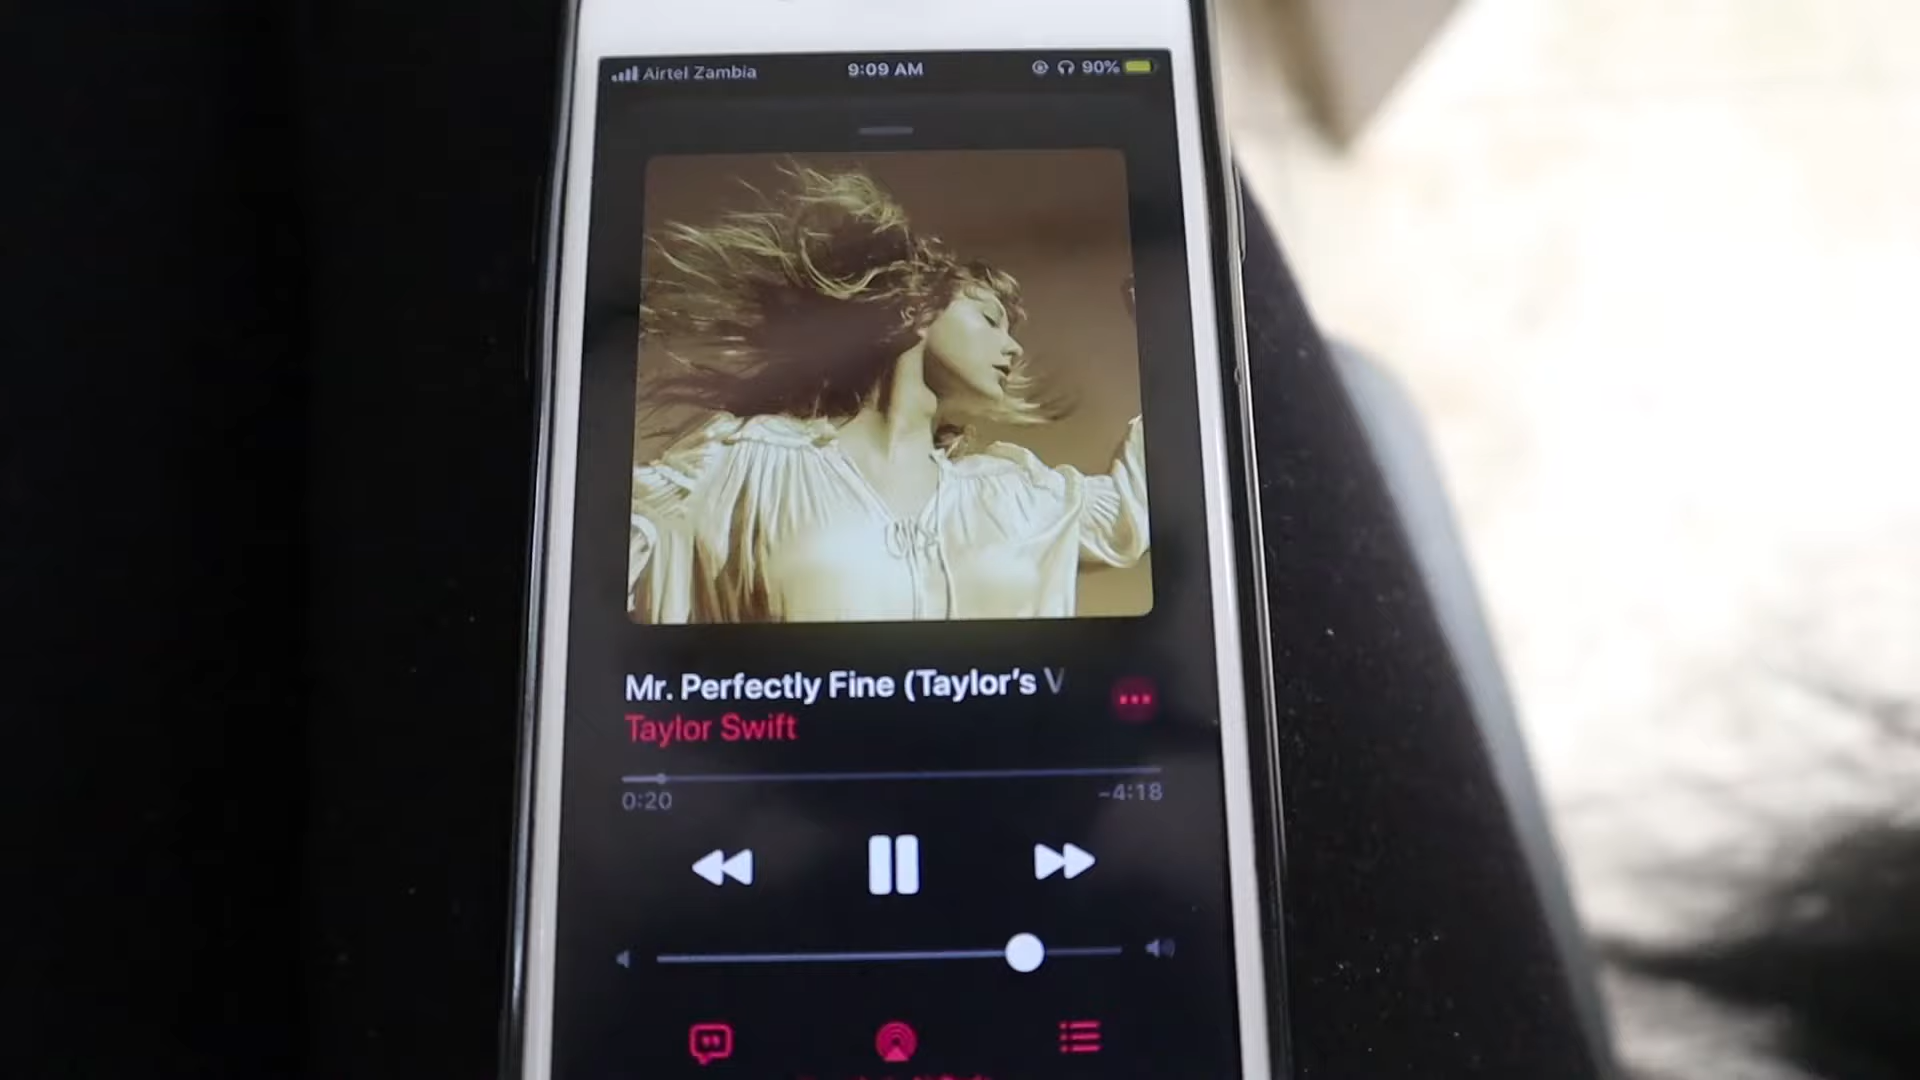 Airtel Zambia 9:09 AM 90%
Mr. Perfectly Fine (Taylor's V
Taylor Swift
0:20 -4:18